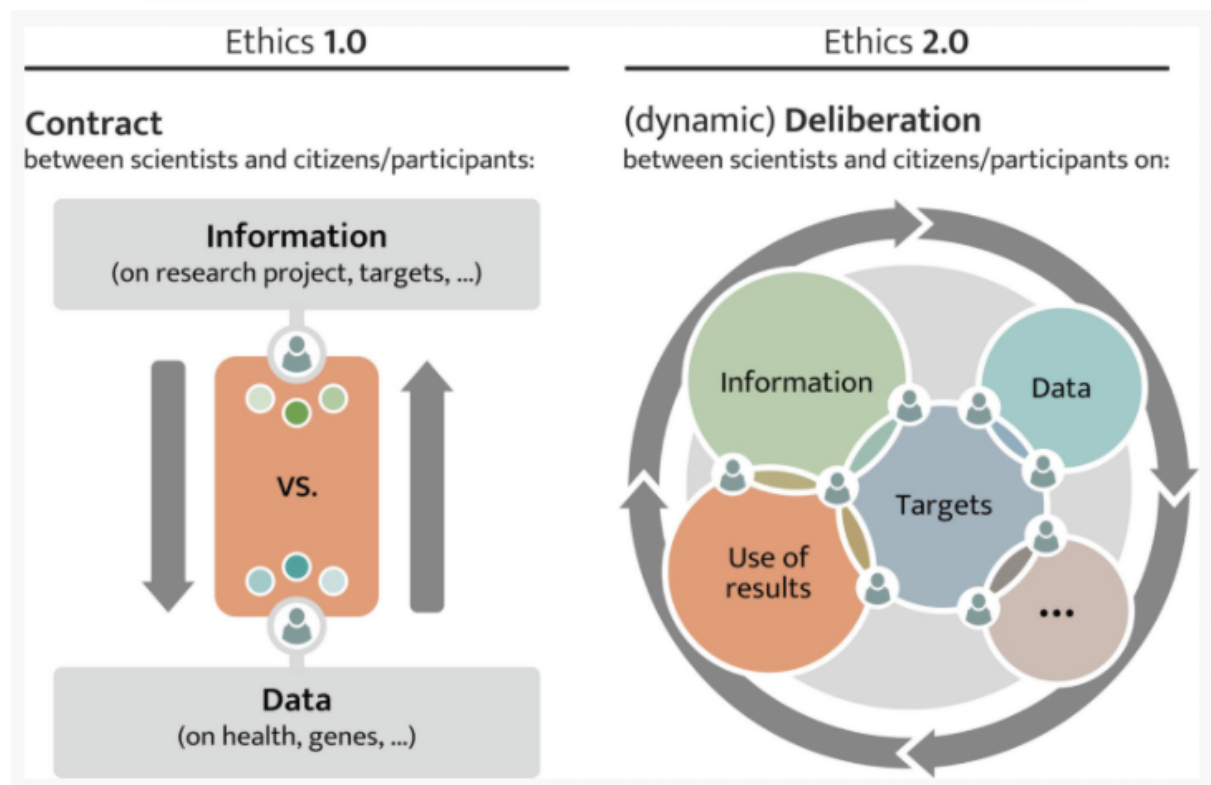 Ethics 1.0
Contract
between scientists and citizens/participants:
Information
(on research project, targets, ...)
VS.
Data
(on health, genes, ...)
Ethics 2.0
(dynamic) Deliberation
between scientists and citizens/participants on:
Information
Data
Targets
Use of
results
...